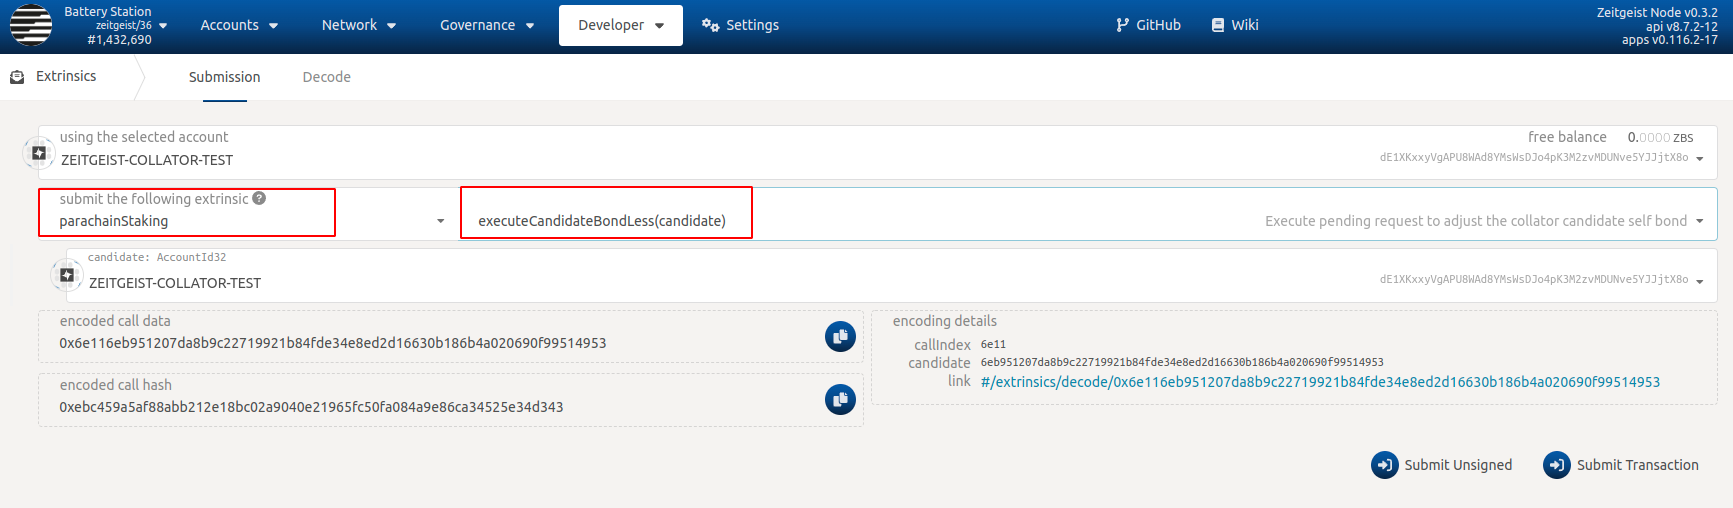 Battery Station
zeitgeist/36
#1,432,690
Accounts
Network
Governance
Developer
Settings
GitHub
Wiki
Zeitgeist Node v0.3.2
api v8.7.2-12
apps v0.116.2-17
Extrinsics
Submission
Decode
using the selected account
ZEITGEIST-COLLATOR-TEST
free balance 0.0000 ZBS
dE1XKxxyVgAPU8WAd8YMsWsDJo4pK3M2zvMDUNve5YJJjtX8o
submit the following extrinsic ?
parachainStaking
executeCandidateBondLess(candidate)
Execute pending request to adjust the collator candidate self bond
candidate: AccountId32
ZEITGEIST-COLLATOR-TEST
dE1XKxxyVgAPU8WAd8YMsWsDJo4pK3M2zvMDUNve5YJJjtX8o
encoded call data
0x6e116eb951207da8b9c22719921b84fde34e8ed2d16630b186b4a020690f99514953
encoded call hash
0xebc459a5af88abb212e18bc02a9040e21965fc50fa084a9e86ca34525e34d343
encoding details
callIndex 6e11
candidate 6eb951207da8b9c22719921b84fde34e8ed2d16630b186b4a020690f99514953
link #/extrinsics/decode/0x6e116eb951207da8b9c22719921b84fde34e8ed2d16630b186b4a020690f99514953
Submit Unsigned
Submit Transaction